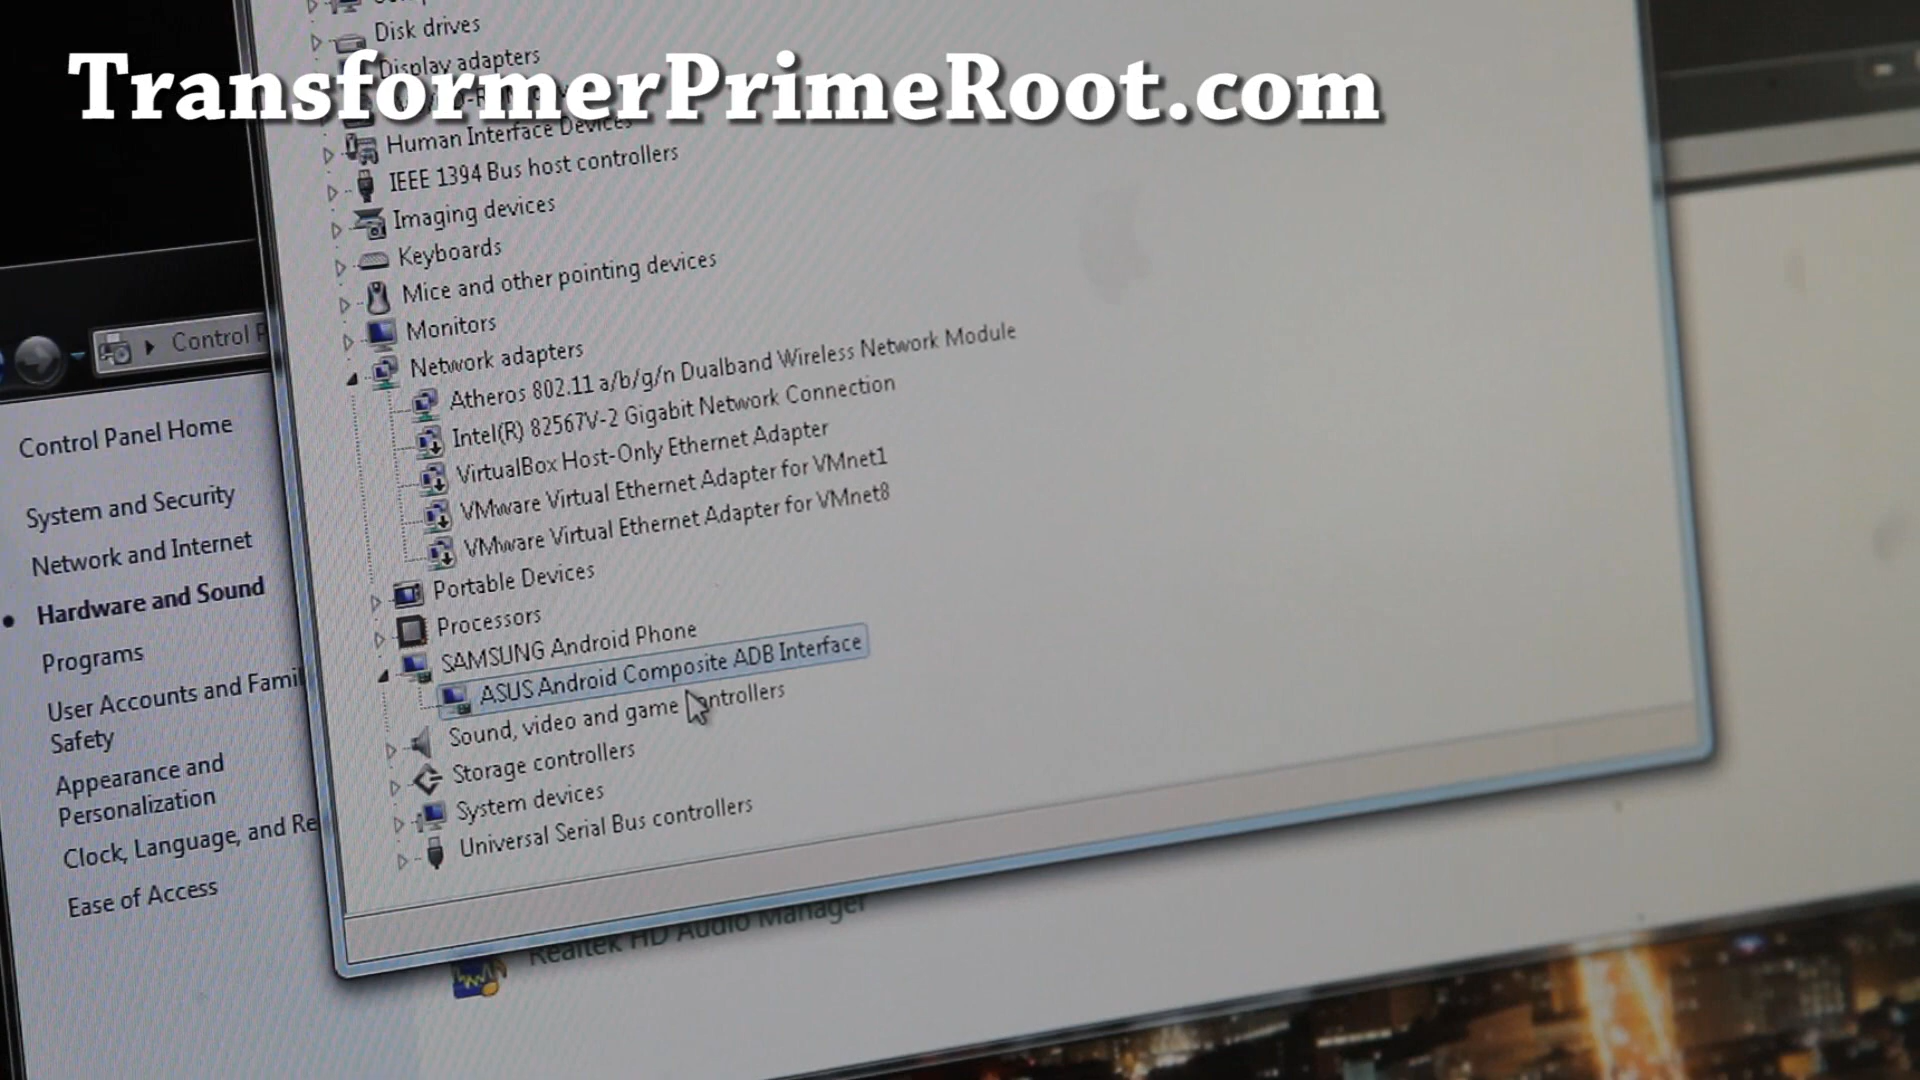 TransformerPrimeRoot.com
Disk drives
Display adapters
Human Interface Devices
IEEE 1394 Bus host controllers
Imaging devices
Keyboards
Mice and other pointing devices
Monitors
Network adapters
Atheros 802.11 a/b/g/n Dualband Wireless Network Module
Intel(R) 82567V-2 Gigabit Network Connection
VirtualBox Host-Only Ethernet Adapter
VMware Virtual Ethernet Adapter for VMnet1
VMware Virtual Ethernet Adapter for VMnet8
Portable Devices
Processors
SAMSUNG Android Phone
ASUS Android Composite ADB Interface
Sound, video and game controllers
Storage controllers
System devices
Universal Serial Bus controllers
Control P
Control Panel Home
System and Security
Network and Internet
Hardware and Sound
Programs
User Accounts and Famil
Safety
Appearance and
Personalization
Clock, Language, and Re
Ease of Access
Realtek HD Audio Manager